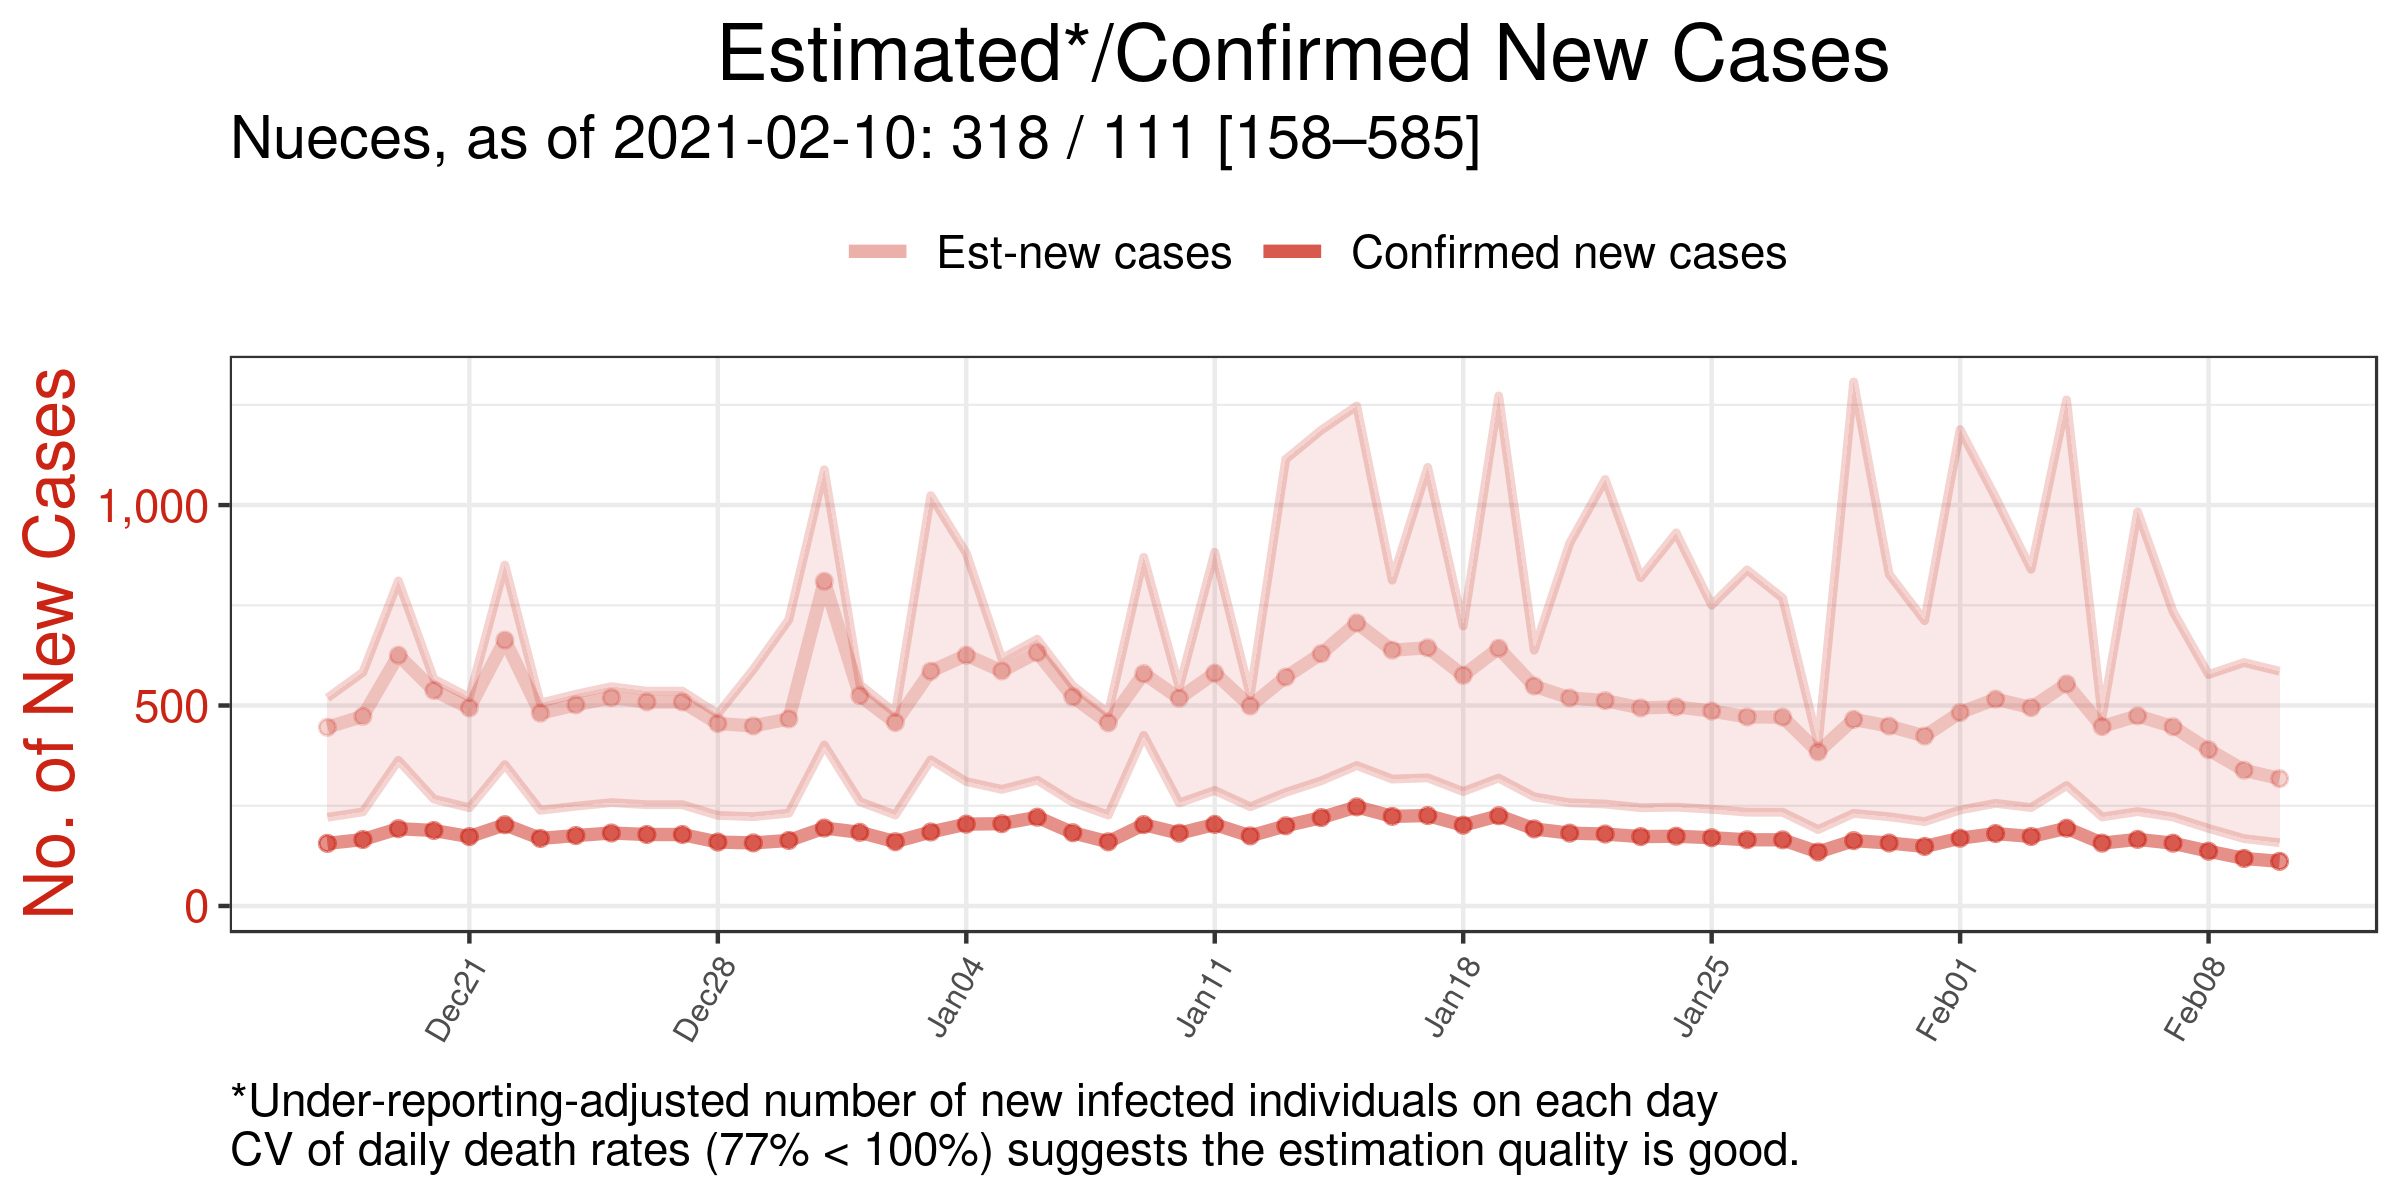 Estimated*/Confirmed New Cases
Nueces, as of 2021-02-10: 318 / 111 [158–585]
Est-new cases Confirmed new cases
No. of New Cases
1,000
500
0
Dec21 Dec28 Jan04 Jan11 Jan18 Jan25 Feb01 Feb08
*Under-reporting-adjusted number of new infected individuals on each day
CV of daily death rates (77% < 100%) suggests the estimation quality is good.